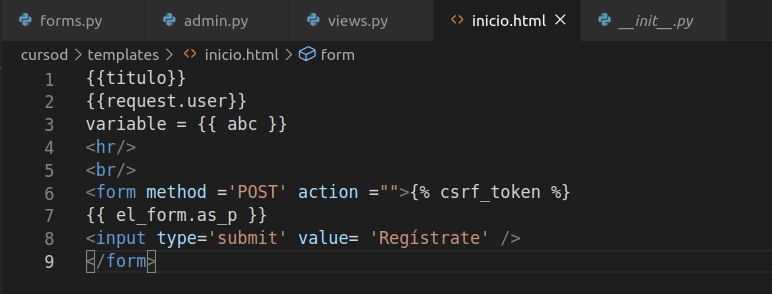 forms.py admin.py views.py <> inicio.html × __init__.py
cursod > templates > <> inicio.html > form
1 {{titulo}}
2 {{request.user}}
3 variable = {{ abc }}
4 <hr/>
5 <br/>
6 <form method ='POST' action ="">{% csrf_token %}
7 {{ el_form.as_p }}
8 <input type='submit' value= 'Regístrate' />
9 </form>